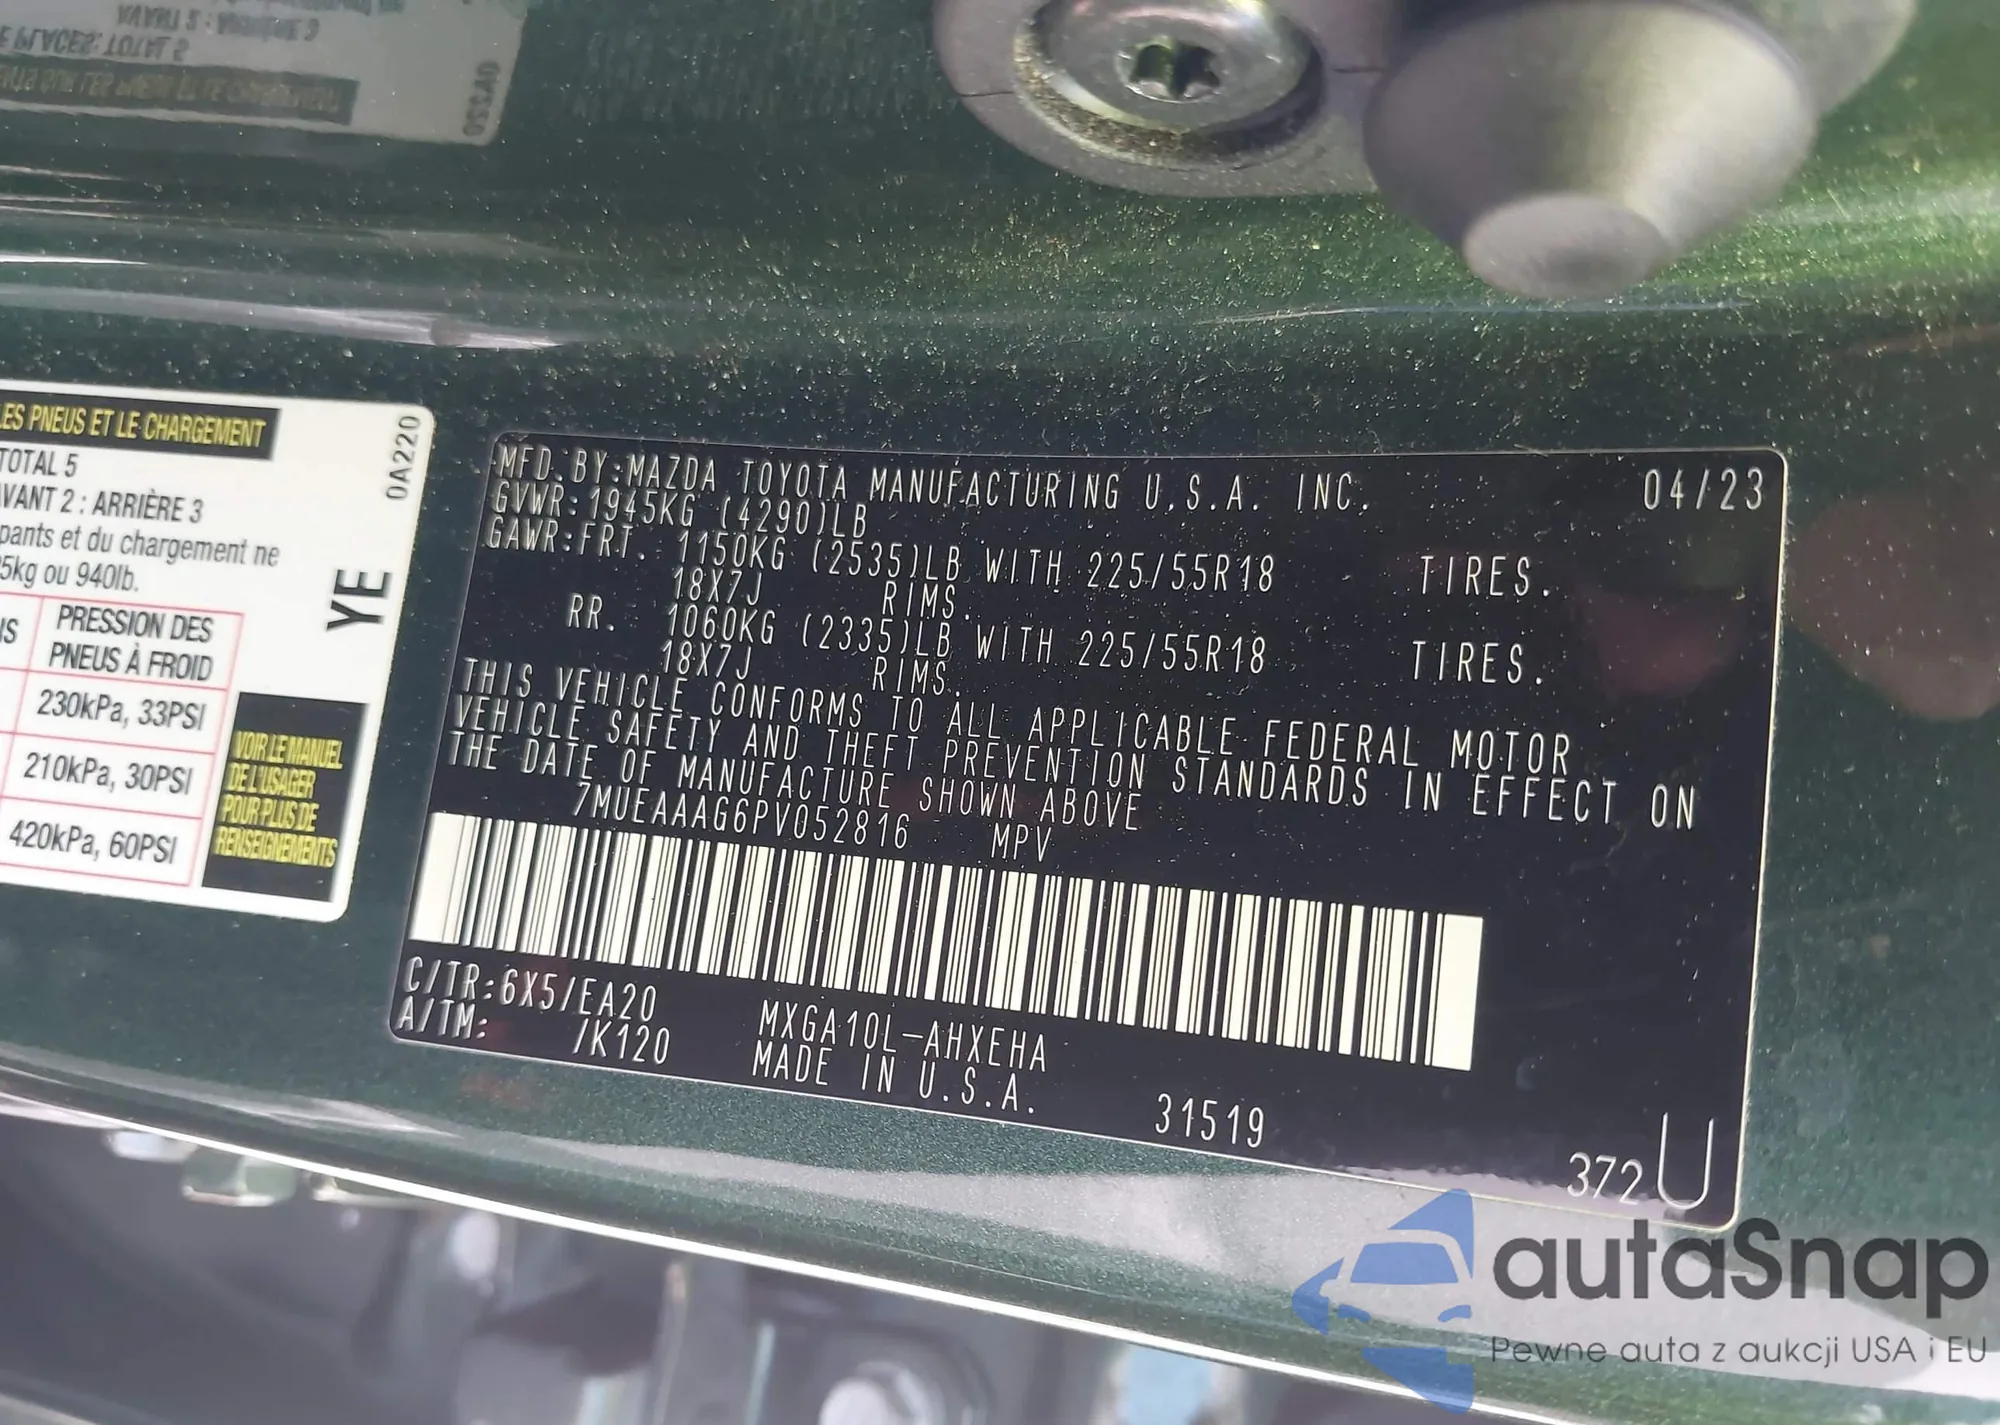 LES PNEUS ET LE CHARGEMENT
0A220
TOTAL 5
AVANT 2 : ARRIÈRE 3
pants et du chargement ne
5kg ou 940lb.
YE
PRESSION DES
PNEUS À FROID
230kPa, 33PSI
210kPa, 30PSI
420kPa, 60PSI
VOIR LE MANUEL
DE L'USAGER
POUR PLUS DE
RENSEIGNEMENTS
MFD. BY:MAZDA TOYOTA MANUFACTURING U.S.A. INC. 04/23
GVWR:1945KG (4290)LB
GAWR:FRT. 1150KG (2535)LB WITH 225/55R18 TIRES.
18X7J RIMS.
RR. 1060KG (2335)LB WITH 225/55R18 TIRES.
18X7J RIMS.
THIS VEHICLE CONFORMS TO ALL APPLICABLE FEDERAL MOTOR
VEHICLE SAFETY AND THEFT PREVENTION STANDARDS IN EFFECT ON
THE DATE OF MANUFACTURE SHOWN ABOVE
7MUEAAAG6PV052816 MPV
C/TR:6X5/EA20 MXGA10L-AHXEHA
A/TM: /K120 MADE IN U.S.A.
31519
372U
autaSnap
Pewne auta z aukcji USA i EU